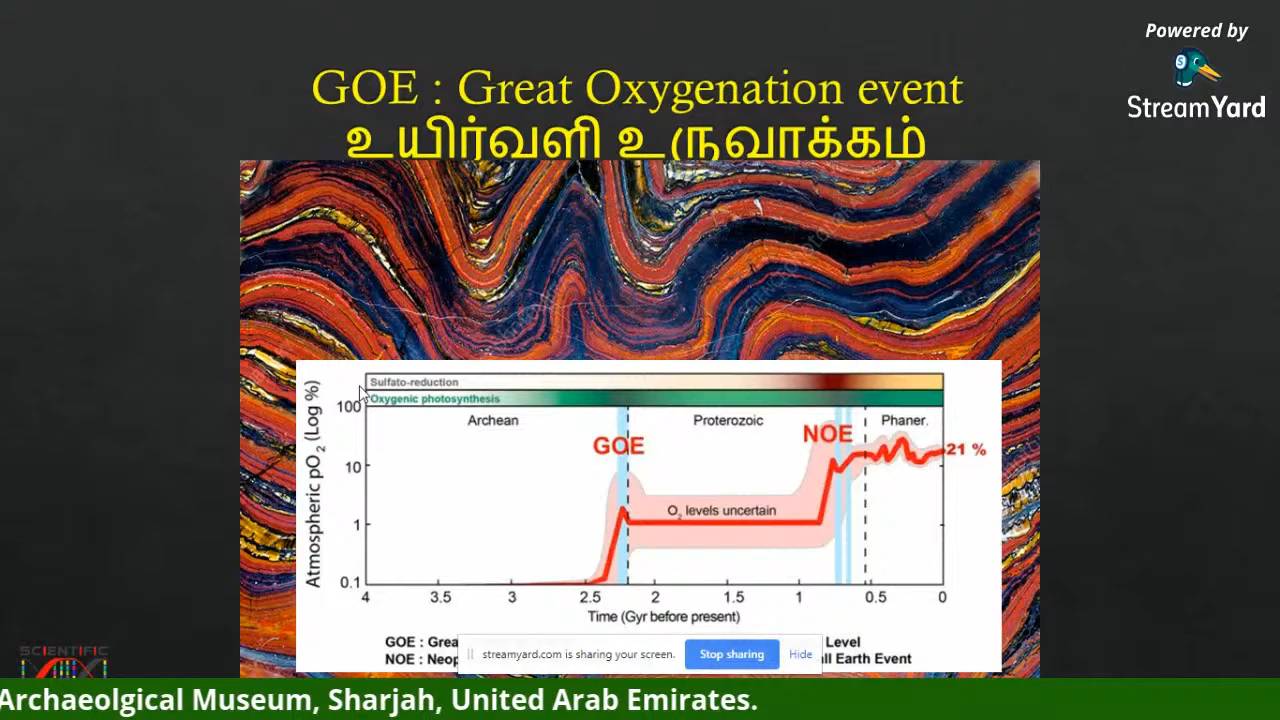 Powered by
StreamYard
GOE : Great Oxygenation event
உயிர்வளி உருவாக்கம்
Sulfato-reduction
Oxygenic photosynthesis
Atmospheric pO2 (Log %)
100
10
1
0.1
Archean
Proterozoic
Phaner.
GOE
NOE
21 %
O2 levels uncertain
4 3.5 3 2.5 2 1.5 1 0.5 0
Time (Gyr before present)
GOE : Grea
Level
NOE : Neop
all Earth Event
streamyard.com is sharing your screen. Stop sharing Hide
SCIENTIFIC
Archaeolgical Museum, Sharjah, United Arab Emirates.